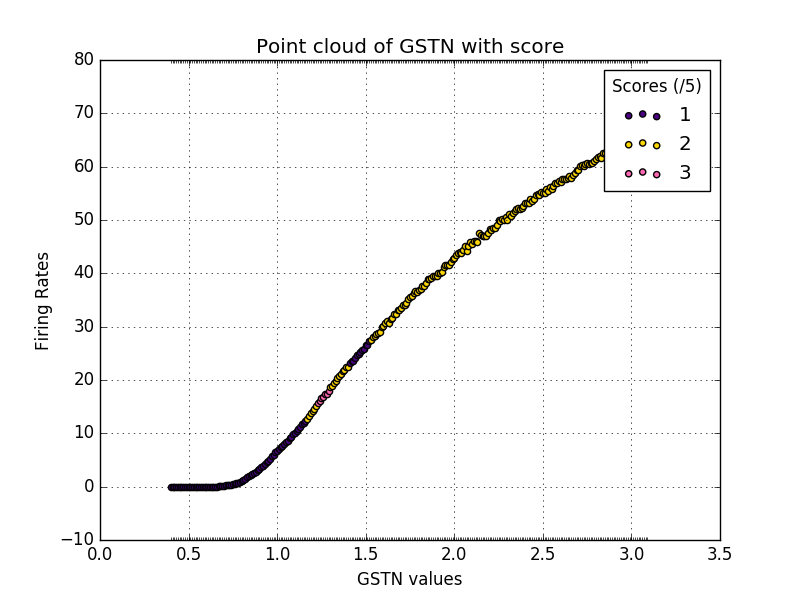 Point cloud of GSTN with score
80
70
60
50
40
30
20
10
0
−10
Firing Rates
Scores (/5)
1
2
3
0.0 0.5 1.0 1.5 2.0 2.5 3.0 3.5
GSTN values